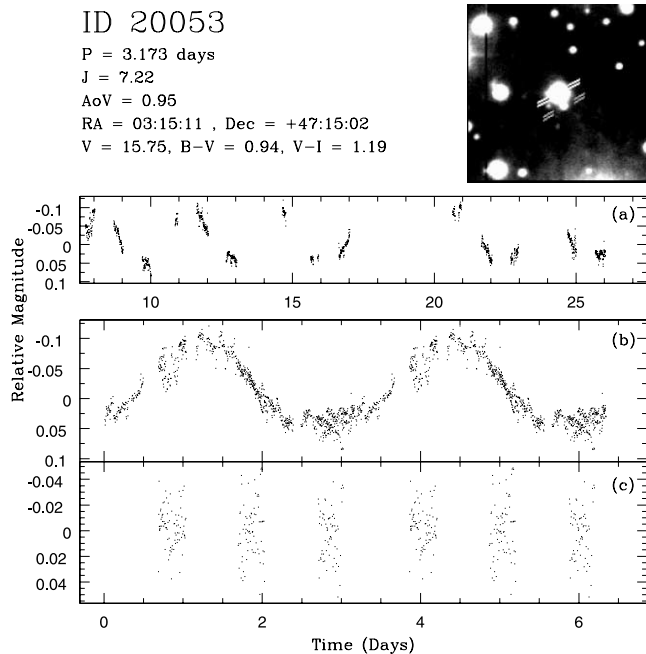 ID 20053
P = 3.173 days
J = 7.22
AoV = 0.95
RA = 03:15:11 , Dec = +47:15:02
V = 15.75, B-V = 0.94, V-I = 1.19
Relative Magnitude
-0.1
-0.05
0
0.05
0.1
(a)
10
15
20
25
-0.1
-0.05
0
0.05
0.1
(b)
-0.04
-0.02
0
0.02
0.04
(c)
0
2
4
6
Time (Days)